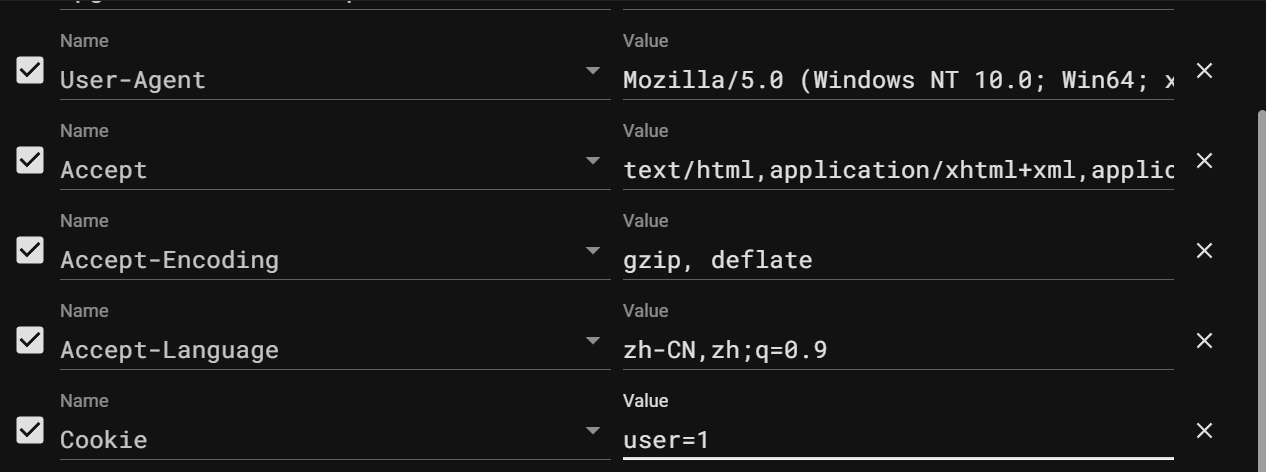 Name Value
User-Agent Mozilla/5.0 (Windows NT 10.0; Win64; x
Name Value
Accept text/html,application/xhtml+xml,applic
Name Value
Accept-Encoding gzip, deflate
Name Value
Accept-Language zh-CN,zh;q=0.9
Name Value
Cookie user=1